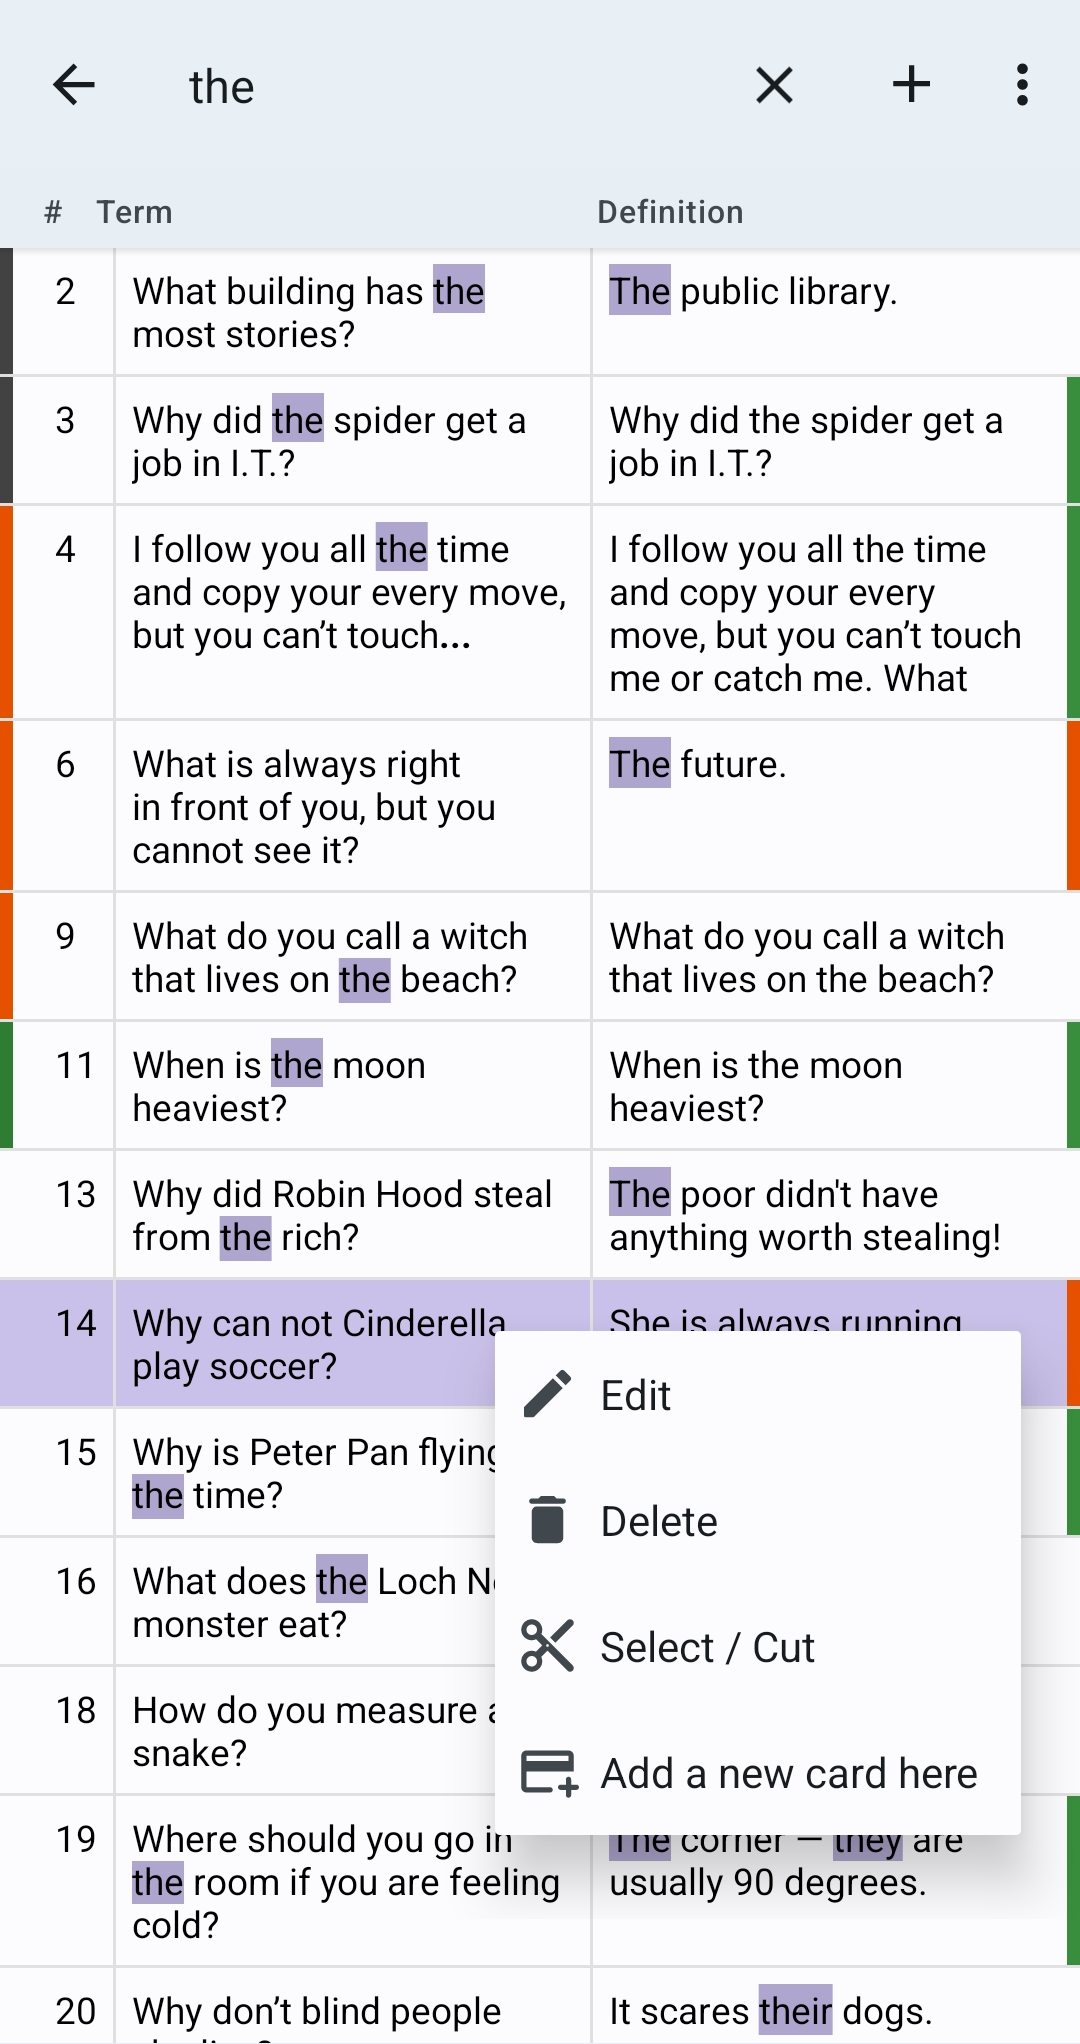 the
# Term Definition
2 What building has the The public library.
most stories?
3 Why did the spider get a Why did the spider get a
job in I.T.? job in I.T.?
4 I follow you all the time I follow you all the time
and copy your every move, and copy your every
but you can’t touch... move, but you can’t touch
me or catch me. What
6 What is always right The future.
in front of you, but you
cannot see it?
9 What do you call a witch What do you call a witch
that lives on the beach? that lives on the beach?
11 When is the moon When is the moon
heaviest? heaviest?
13 Why did Robin Hood steal The poor didn't have
from the rich? anything worth stealing!
14 Why can not Cinderella She is always running
play soccer?
Edit
15 Why is Peter Pan flying
the time?
Delete
16 What does the Loch
monster eat?
Select / Cut
18 How do you measure
snake?
Add a new card here
19 Where should you go in The corner – they are
the room if you are feeling usually 90 degrees.
cold?
20 Why don’t blind people It scares their dogs.